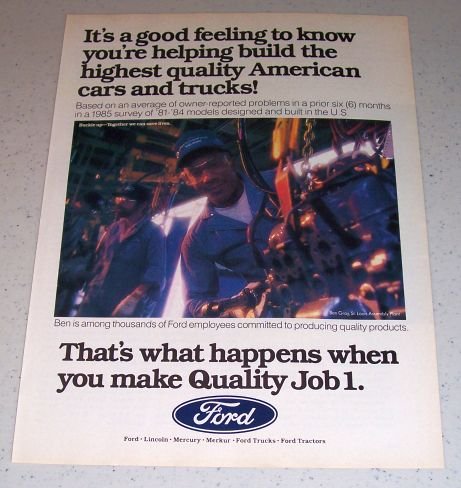 It's a good feeling to know
you're helping build the
highest quality American
cars and trucks!
Based on an average of owner-reported problems in a prior six (6) months
in a 1985 survey of '81-'84 models designed and built in the U.S
Buckle up—Together we can save lives.
Ben Gray, St. Louis Assembly Plant
Ben is among thousands of Ford employees committed to producing quality products.
That's what happens when
you make Quality Job 1.
Ford
Ford · Lincoln · Mercury · Merkur · Ford Trucks · Ford Tractors